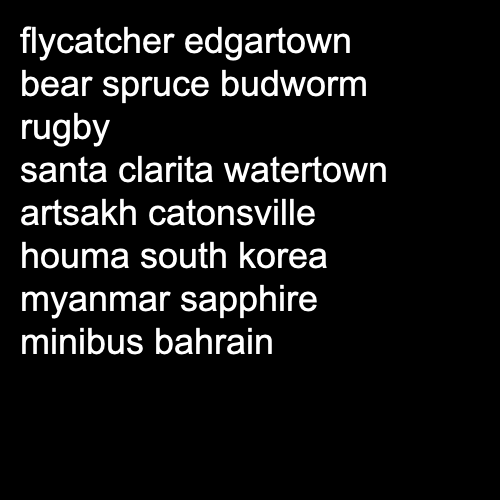 flycatcher edgartown
bear spruce budworm
rugby
santa clarita watertown
artsakh catonsville
houma south korea
myanmar sapphire
minibus bahrain